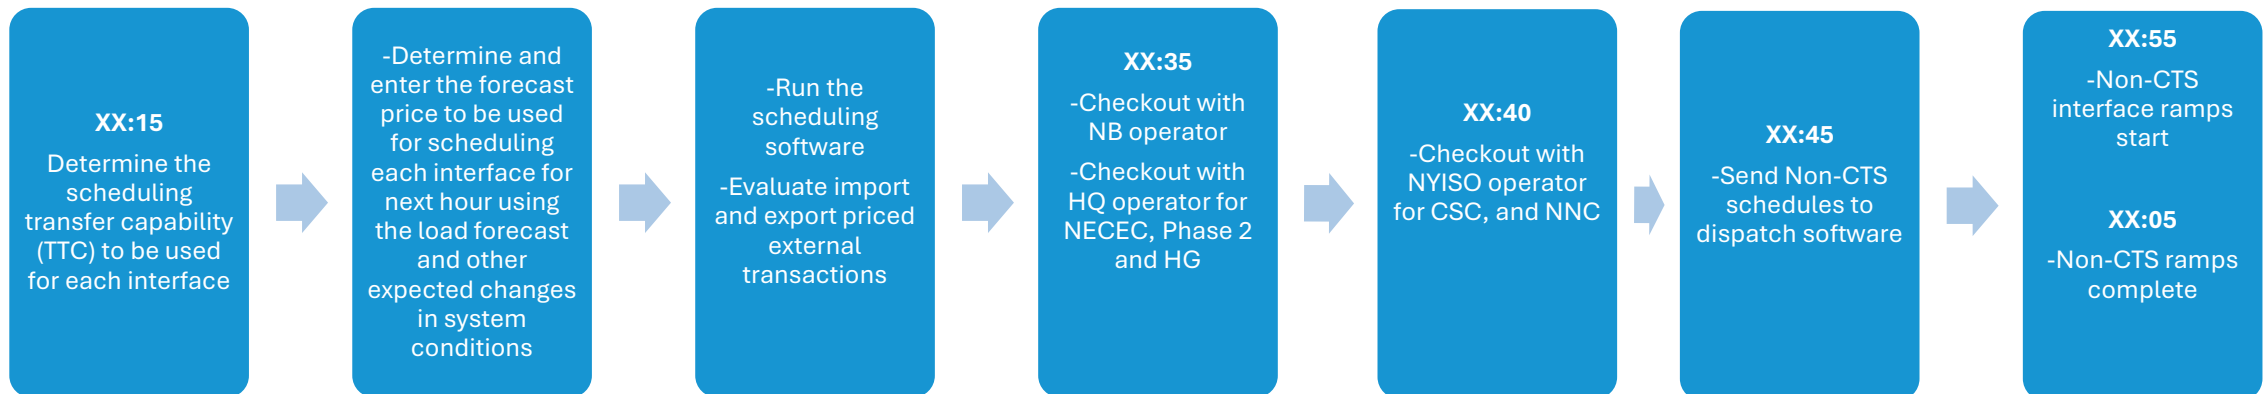 XX:15
Determine the
scheduling
transfer capability
(TTC) to be used
for each interface
-Determine and
enter the forecast
price to be used
for scheduling
each interface for
next hour using
the load forecast
and other
expected changes
in system
conditions
-Run the
scheduling
software
-Evaluate import
and export priced
external
transactions
XX:35
-Checkout with
NB operator
-Checkout with
HQ operator for
NECEC, Phase 2
and HG
XX:40
-Checkout with
NYISO operator
for CSC, and NNC
XX:45
-Send Non-CTS
schedules to
dispatch software
XX:55
-Non-CTS
interface ramps
start
XX:05
-Non-CTS ramps
complete